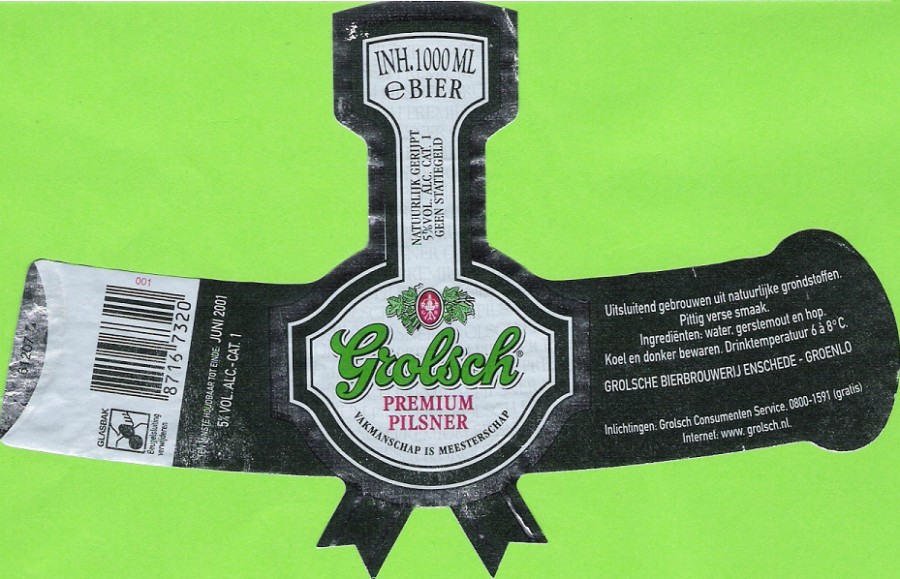 INH. 1000 ML
e BIER
NATUURLIJK GERIJPT
5% VOL. ALC. CAT. 1
GEEN STATIEGELD
Grolsch®
PREMIUM
PILSNER
VAKMANSCHAP IS MEESTERSCHAP
001
8716 7320
GLASBAK
Beugelsluiting
verwijderen
HOUDBAAR TOT EINDE: JUNI 2001
5% VOL. ALC. - CAT. 1
Uitsluitend gebrouwen uit natuurlijke grondstoffen.
Pittig verse smaak.
Ingrediënten: water, gerstemout en hop.
Koel en donker bewaren. Drinktemperatuur 6 à 8°C.
GROLSCHE BIERBROUWERIJ ENSCHEDE - GROENLO
Inlichtingen: Grolsch Consumenten Service. 0800-1591 (gratis)
Internet: www. grolsch.nl.